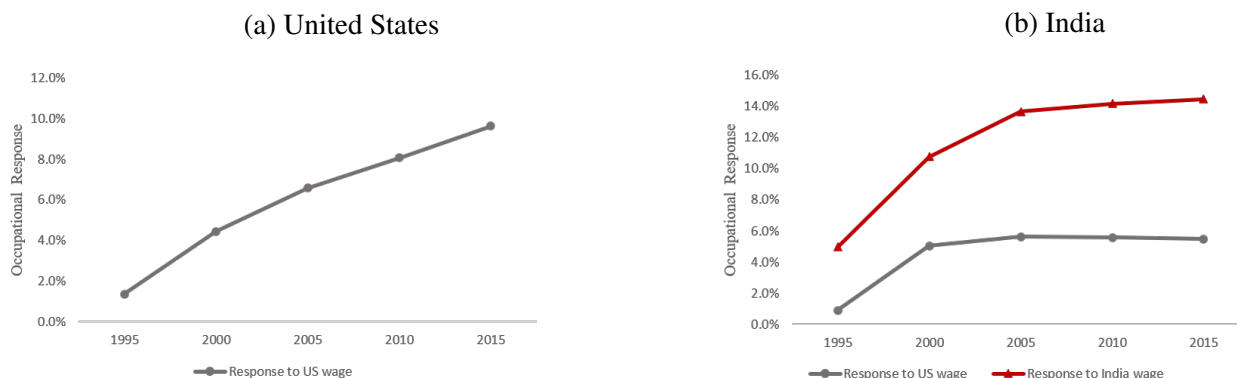 (a) United States
Occupational Response
12.0%
10.0%
8.0%
6.0%
4.0%
2.0%
0.0%
1995 2000 2005 2010 2015
Response to US wage
(b) India
Occupational Response
16.0%
14.0%
12.0%
10.0%
8.0%
6.0%
4.0%
2.0%
0.0%
1995 2000 2005 2010 2015
Response to US wage Response to India wage